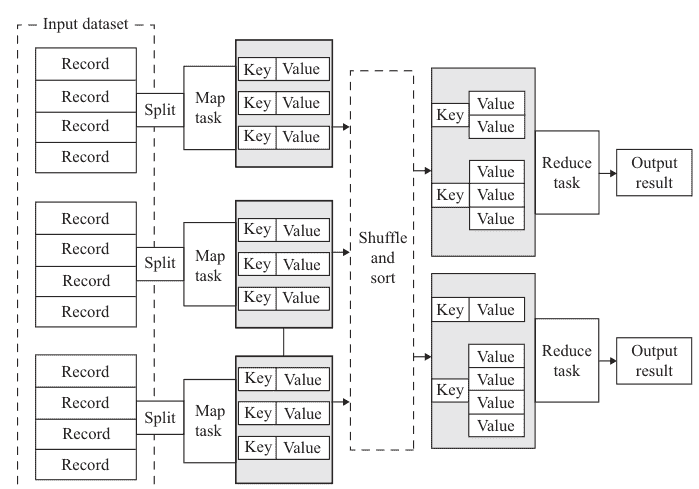 Input dataset
Record
Record
Record
Record
Split
Map
task
Key Value
Key Value
Key Value
Record
Record
Record
Record
Split
Map
task
Key Value
Key Value
Key Value
Record
Record
Record
Record
Split
Map
task
Key Value
Key Value
Key Value
Shuffle
and
sort
Key
Value
Value
Key
Value
Value
Value
Reduce
task
Output
result
Key Value
Key
Value
Value
Value
Value
Reduce
task
Output
result